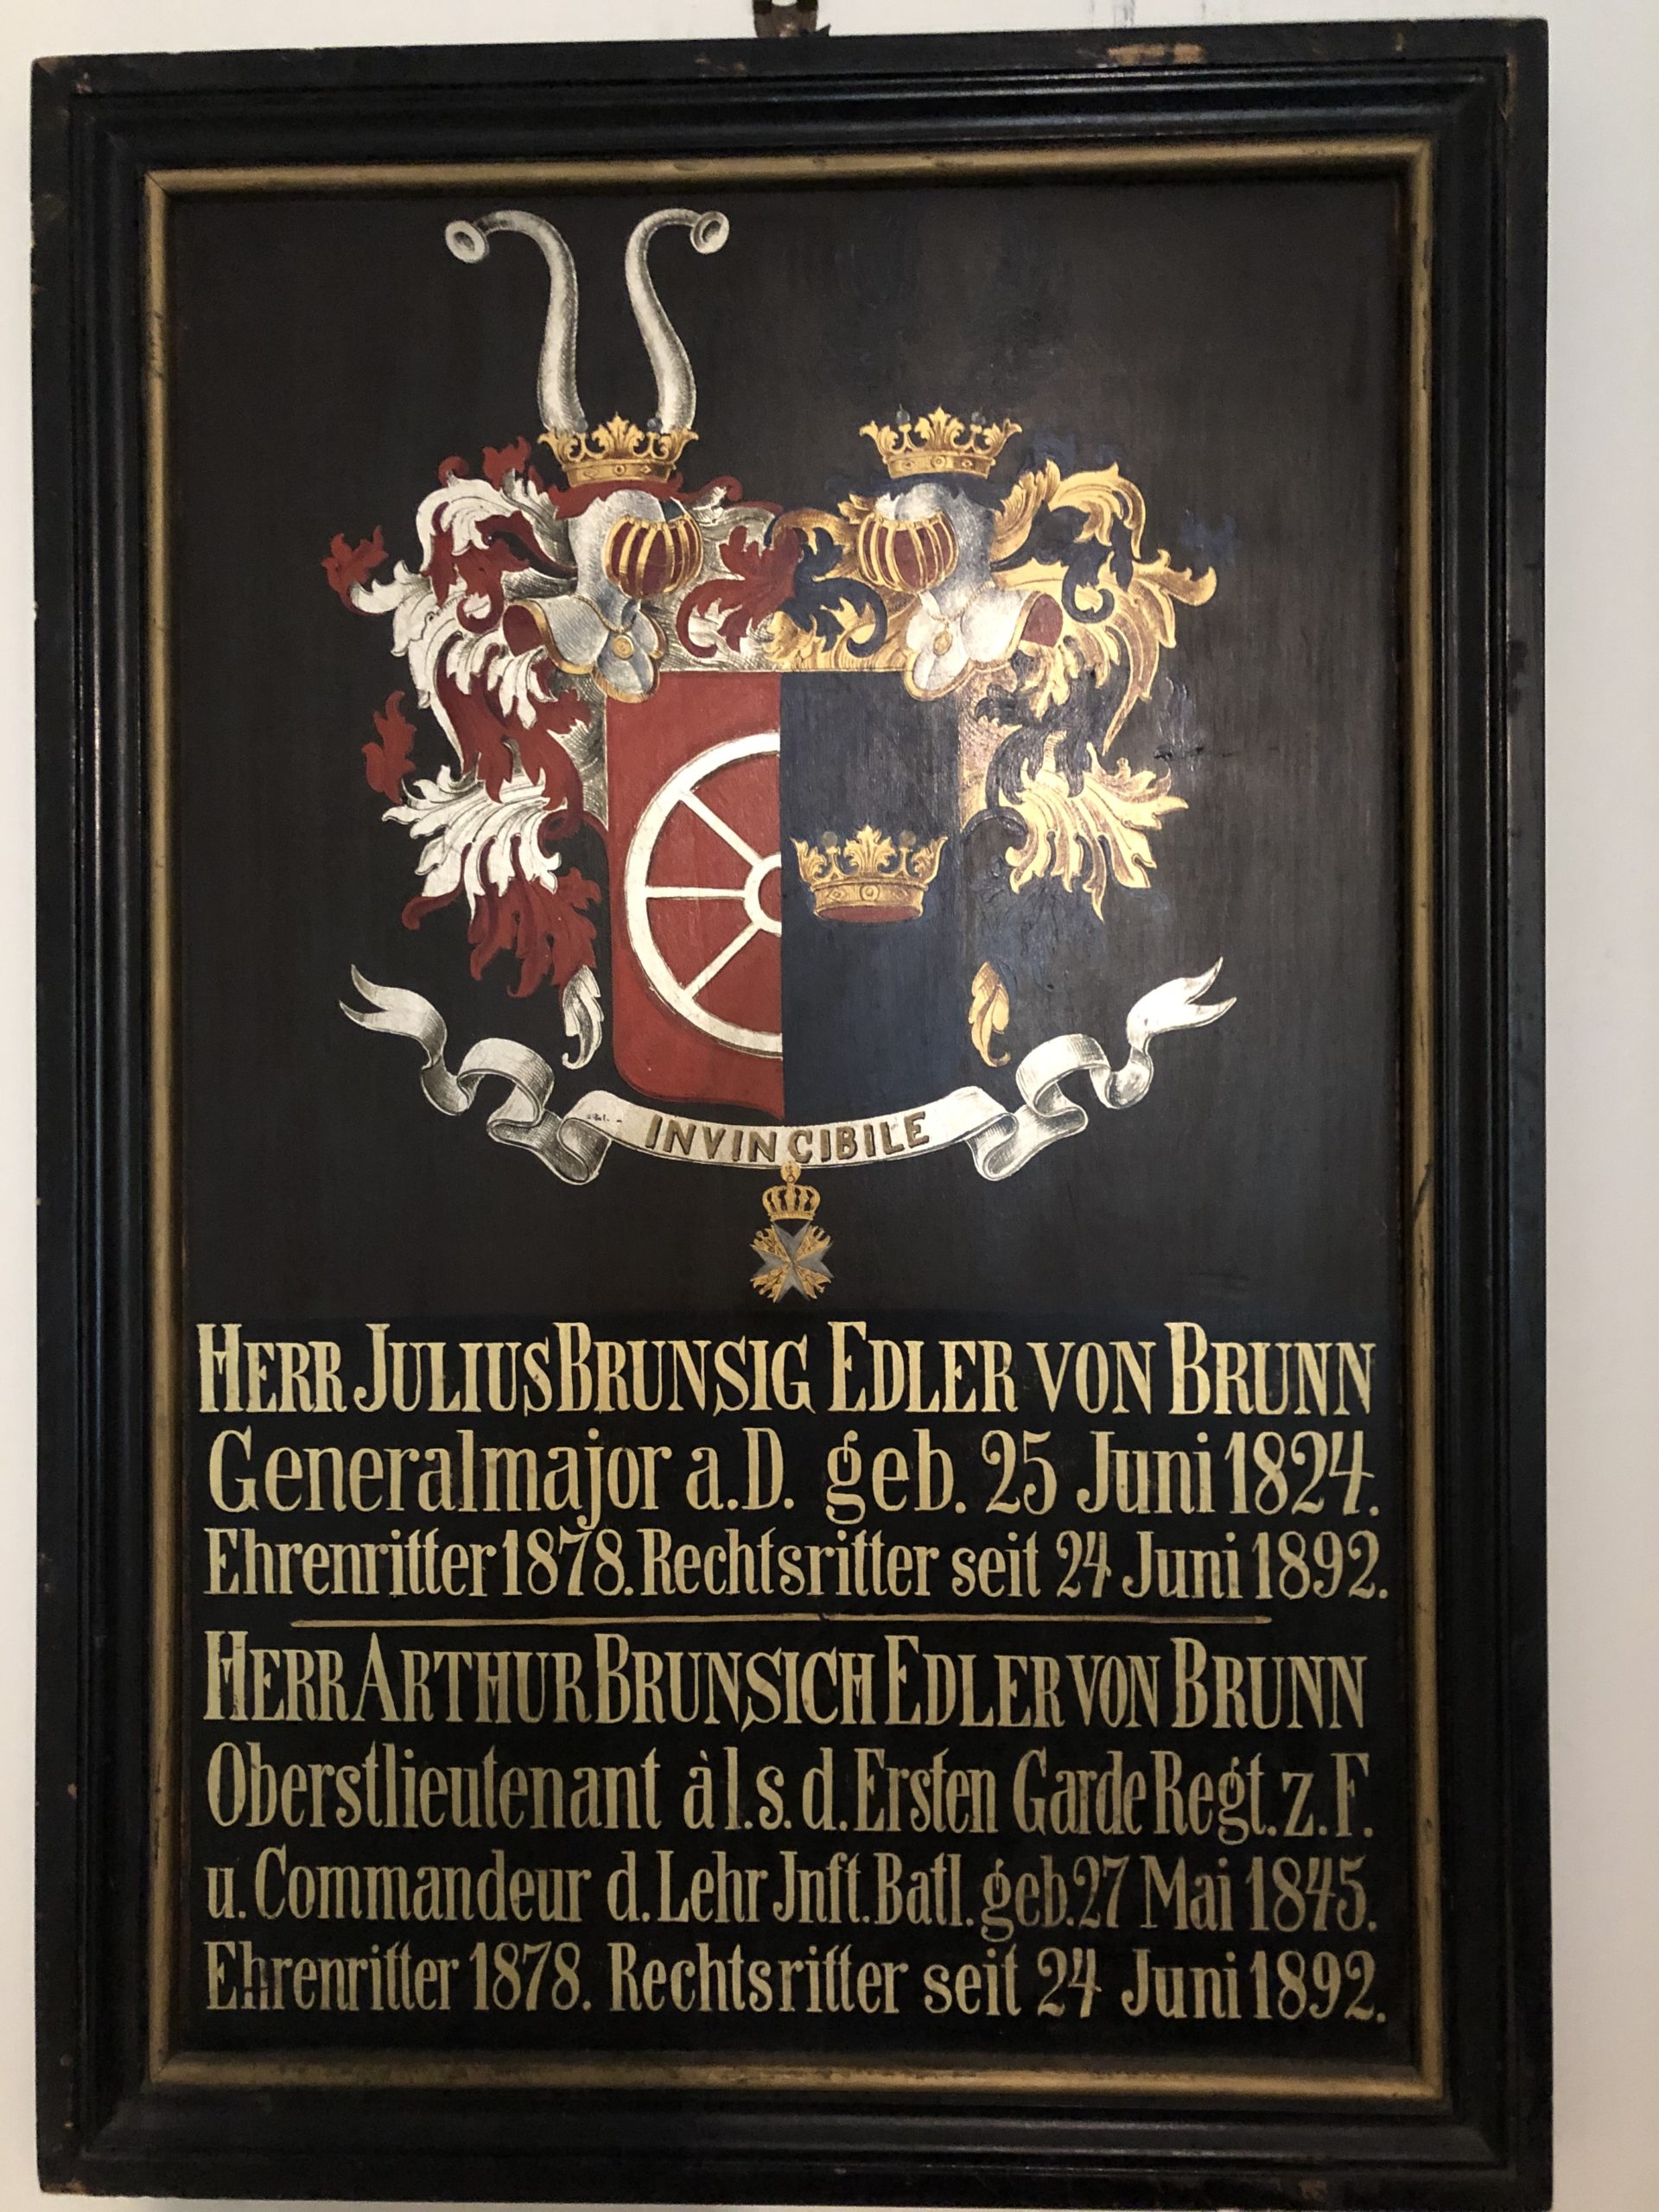 INVINCIBILE
HERR JULIUS BRUNSIG EDLER VON BRUNN
Generalmajor a.D. geb. 25 Juni 1824.
Ehrenritter 1878. Rechtsritter seit 24 Juni 1892.
HERR ARTHUR BRUNSICH EDLER VON BRUNN
Oberstlieutenant à l.s. d. Ersten Garde Regt. z. F.
u. Commandeur d. Lehr Jnft. Batl. geb. 27 Mai 1845.
Ehrenritter 1878. Rechtsritter seit 24 Juni 1892.